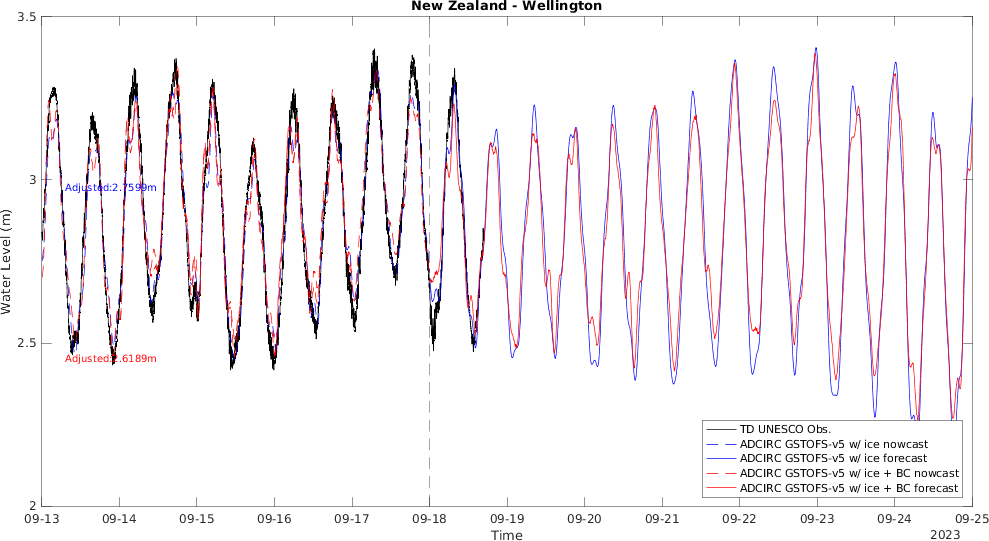 New Zealand - Wellington
3.5
3
2.5
2
Water Level (m)
Adjusted:2.7599m
Adjusted:2.6189m
TD UNESCO Obs.
ADCIRC GSTOFS-v5 w/ ice nowcast
ADCIRC GSTOFS-v5 w/ ice forecast
ADCIRC GSTOFS-v5 w/ ice + BC nowcast
ADCIRC GSTOFS-v5 w/ ice + BC forecast
09-13 09-14 09-15 09-16 09-17 09-18 09-19 09-20 09-21 09-22 09-23 09-24 09-25
Time
2023